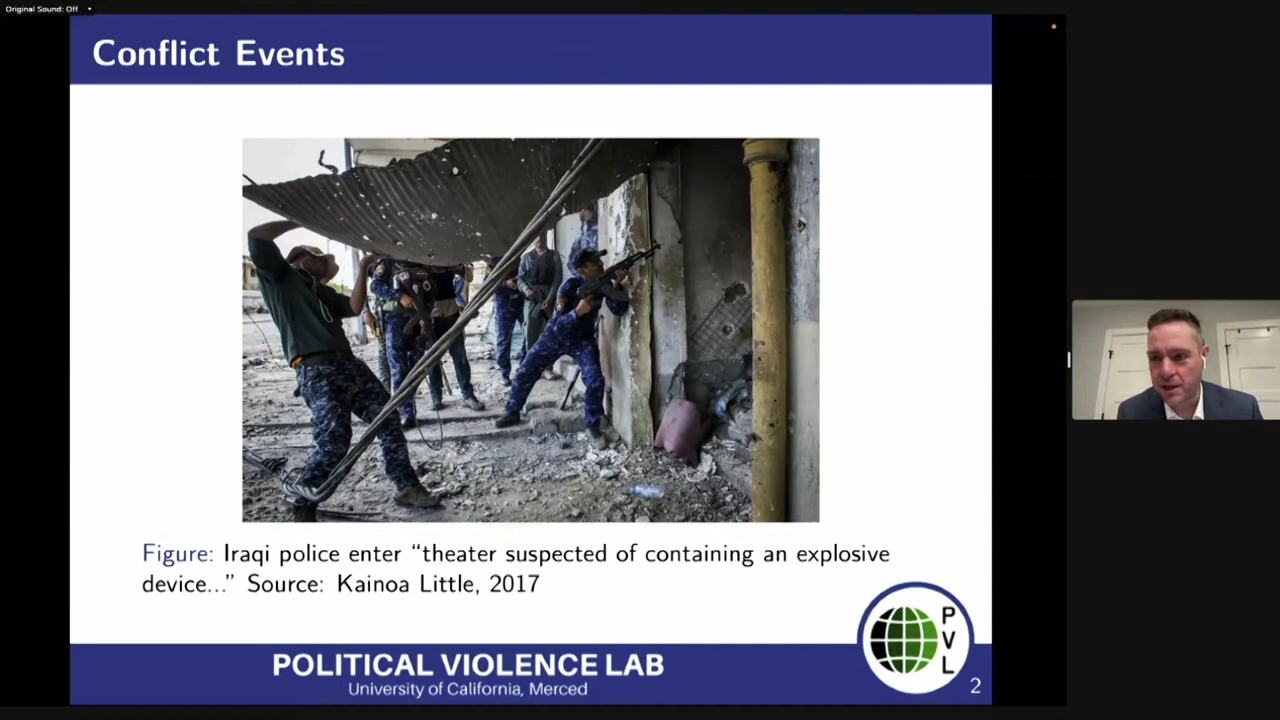 Original Sound: Off
Conflict Events
Figure: Iraqi police enter “theater suspected of containing an explosive
device...” Source: Kainoa Little, 2017
POLITICAL VIOLENCE LAB
University of California, Merced
P
V
L
2